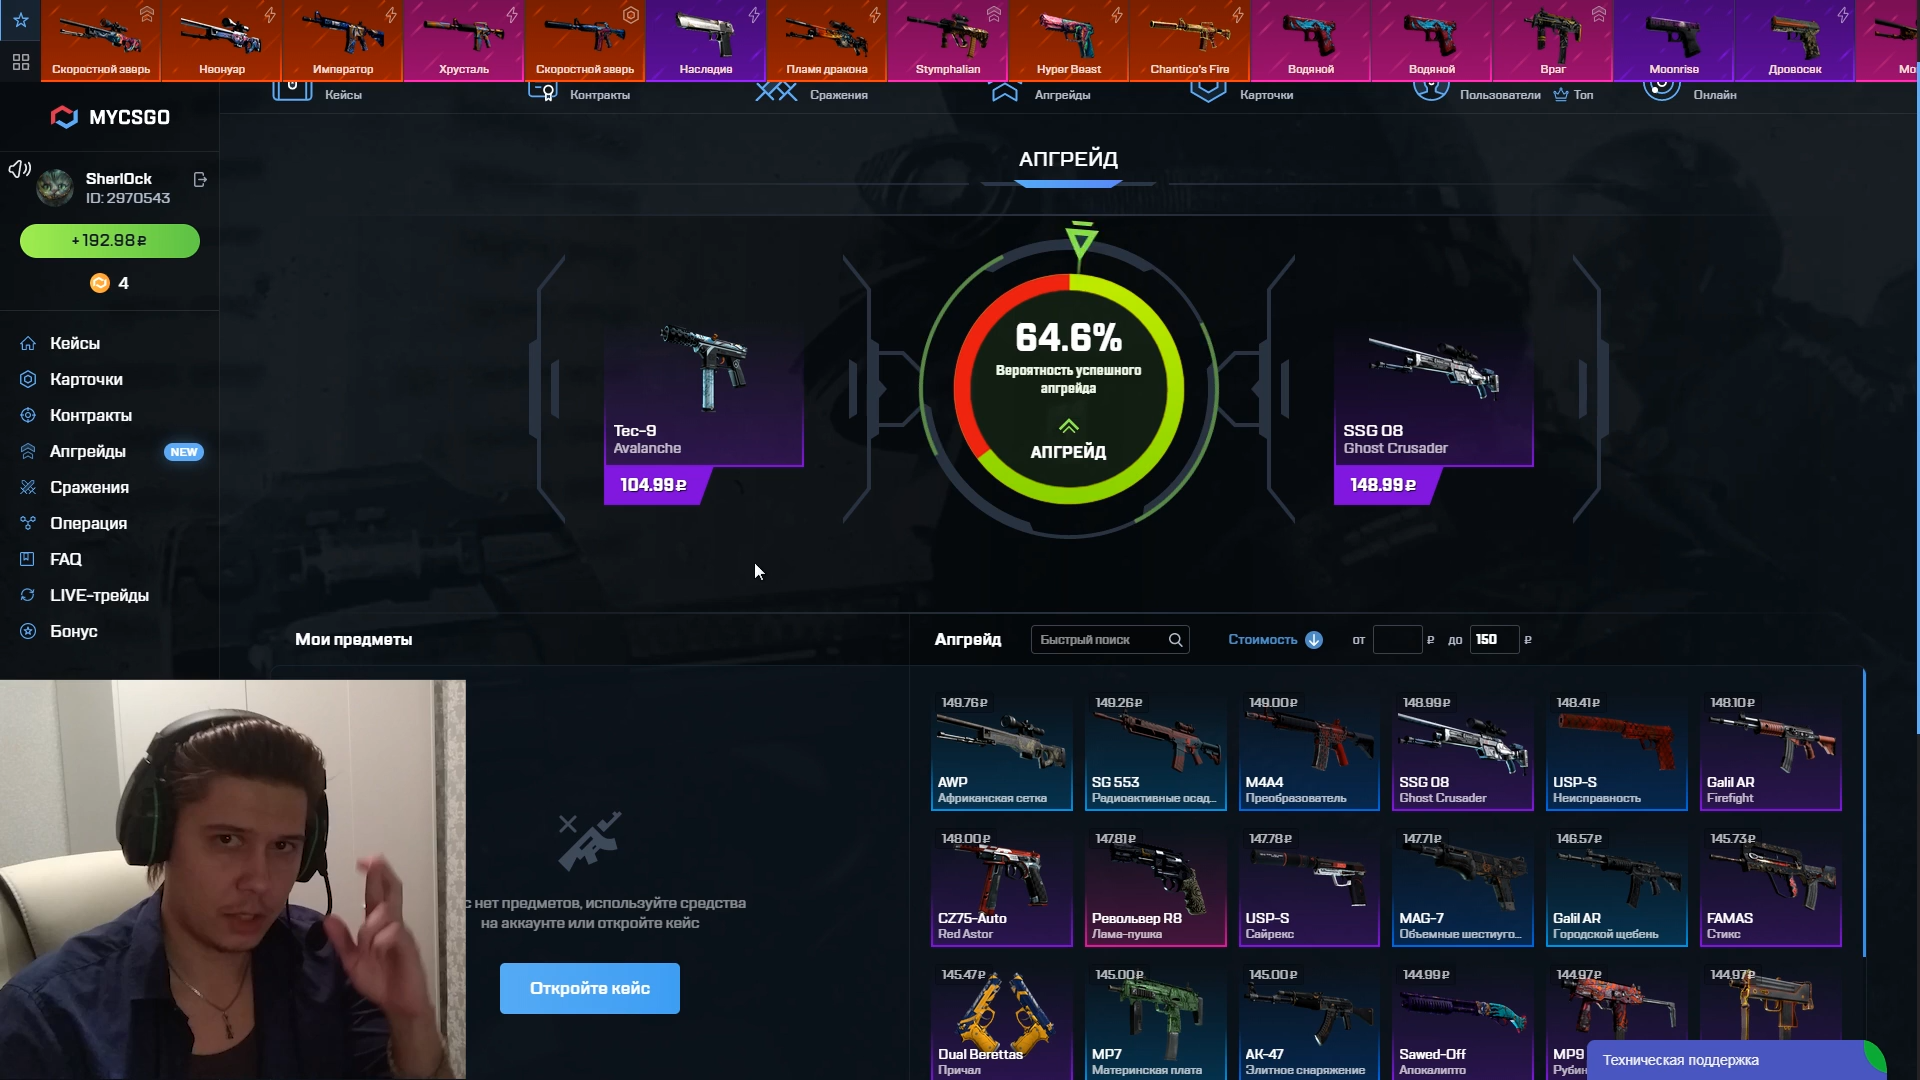 Скоростной зверь
Неонуар
Император
Хрусталь
Скоростной зверь
Наследие
Пламя дракона
Stymphalian
Hyper Beast
Chantico's Fire
Водяной
Водяной
Враг
Moonrise
Дровосек
Mo
Кейсы
Контракты
Сражения
Апгрейды
Карточки
Пользователи
Топ
Онлайн
MYCSGO
Sherl0ck
ID: 2970543
+192.98₽
4
Кейсы
Карточки
Контракты
Апгрейды
NEW
Сражения
Операция
FAQ
LIVE-трейды
Бонус
АПГРЕЙД
Tec-9
Avalanche
104.99₽
64.6%
Вероятность успешного
апгрейда
АПГРЕЙД
SSG 08
Ghost Crusader
148.99₽
Мои предметы
с нет предметов, используйте средства
на аккаунте или откройте кейс
Откройте кейс
Апгрейд
Быстрый поиск
Стоимость
от ₽ до 150 ₽
149.76₽
AWP
Африканская сетка
149.26₽
SG 553
Радиоактивные осад...
149.00₽
M4A4
Преобразователь
148.99₽
SSG 08
Ghost Crusader
148.41₽
USP-S
Неисправность
148.10₽
Galil AR
Firefight
148.00₽
CZ75-Auto
Red Astor
147.81₽
Револьвер R8
Лама-пушка
147.78₽
USP-S
Сайрекс
147.71₽
MAG-7
Объемные шестиуго...
146.57₽
Galil AR
Городской щебень
145.73₽
FAMAS
Стикс
145.47₽
Dual Berettas
Причал
145.00₽
MP7
Материнская плата
145.00₽
AK-47
Элитное снаряжение
144.99₽
Sawed-Off
Апокалипто
144.97₽
MP9
Рубин
144.97₽
Техническая поддержка